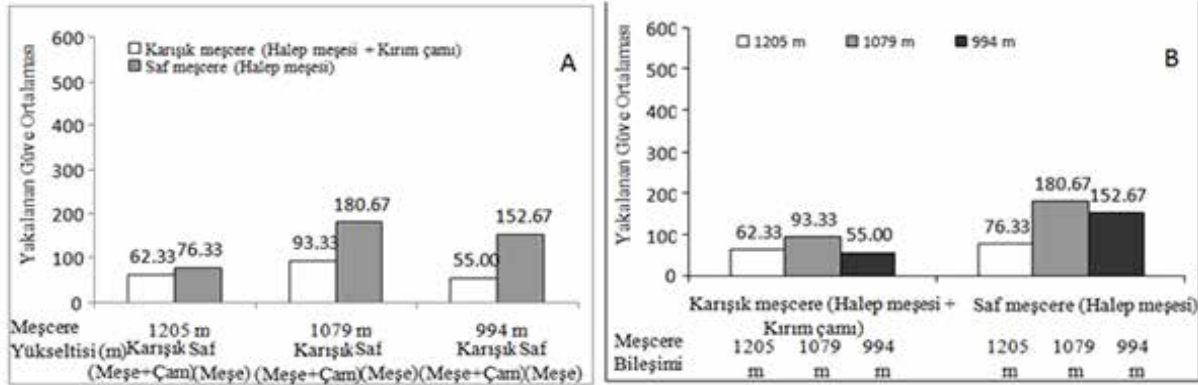 Yakalanan Güve Ortalaması
600
500
400
300
200
100
0
Karışık meşcere (Halep meşesi + Kırım çamı)
Saf meşcere (Halep meşesi)
A
62.33
76.33
93.33
180.67
55.00
152.67
Meşcere
Yükseltisi (m)
1205 m
Karışık Saf
(Meşe+Çam)(Meşe)
1079 m
Karışık Saf
(Meşe+Çam)(Meşe)
994 m
Karışık Saf
(Meşe+Çam)(Meşe)
Yakalanan Güve Ortalaması
600
500
400
300
200
100
0
1205 m
1079 m
994 m
B
62.33
93.33
55.00
76.33
180.67
152.67
Karışık meşcere (Halep meşesi +
Kırım çamı)
Saf meşcere (Halep meşesi)
Meşcere
Bileşimi
1205
m
1079
m
994
m
1205
m
1079
m
994
m